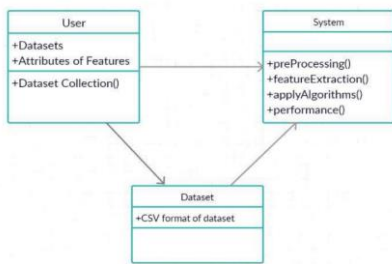 User
+Datasets
+Attributes of Features
+Dataset Collection()
System
+preProcessing()
+featureExtraction()
+applyAlgorithms()
+performance()
Dataset
+CSV format of dataset